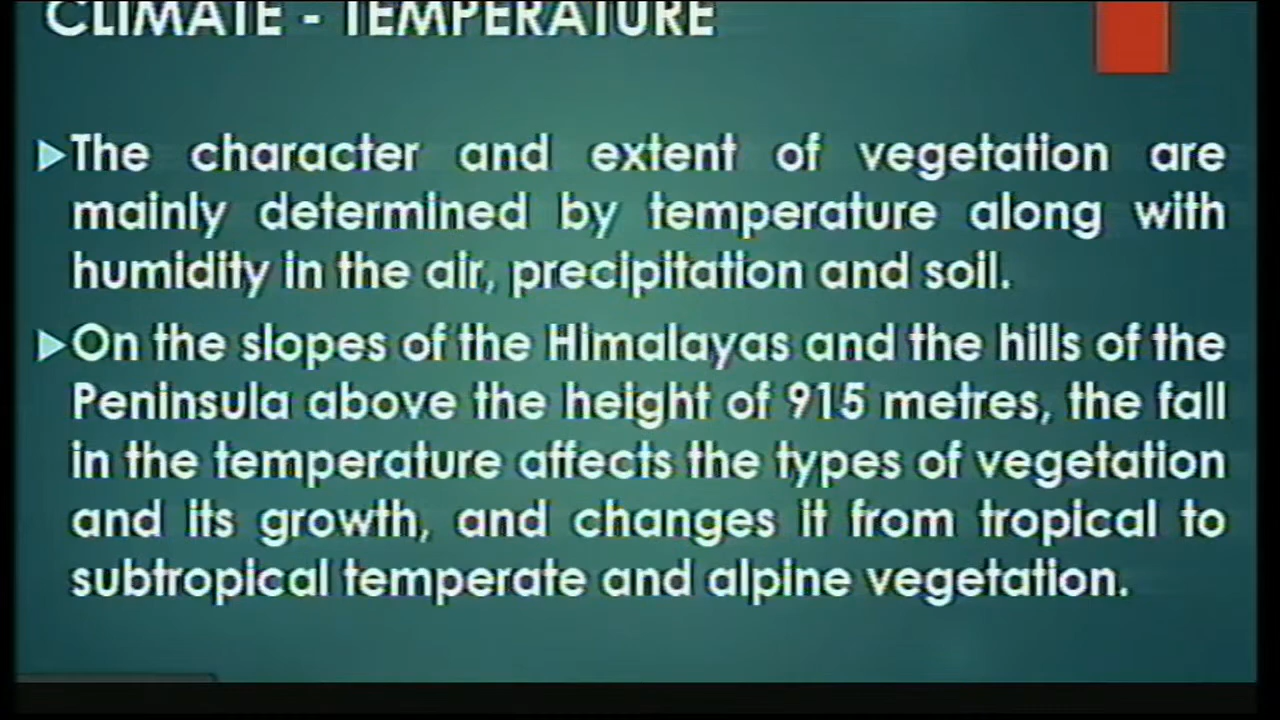 CLIMATE - TEMPERATURE
The character and extent of vegetation are
mainly determined by temperature along with
humidity in the air, precipitation and soil.
On the slopes of the Himalayas and the hills of the
Peninsula above the height of 915 metres, the fall
in the temperature affects the types of vegetation
and its growth, and changes it from tropical to
subtropical temperate and alpine vegetation.